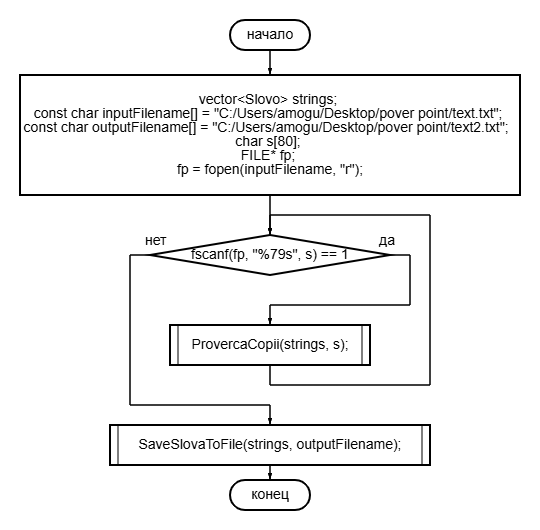 начало
vector<Slovo> strings;
const char inputFilename[] = "C:/Users/amogu/Desktop/pover point/text.txt";
const char outputFilename[] = "C:/Users/amogu/Desktop/pover point/text2.txt";
char s[80];
FILE* fp;
fp = fopen(inputFilename, "r");
нет
да
fscanf(fp, "%79s", s) == 1
ProvercaCopii(strings, s);
SaveSlovaToFile(strings, outputFilename);
конец